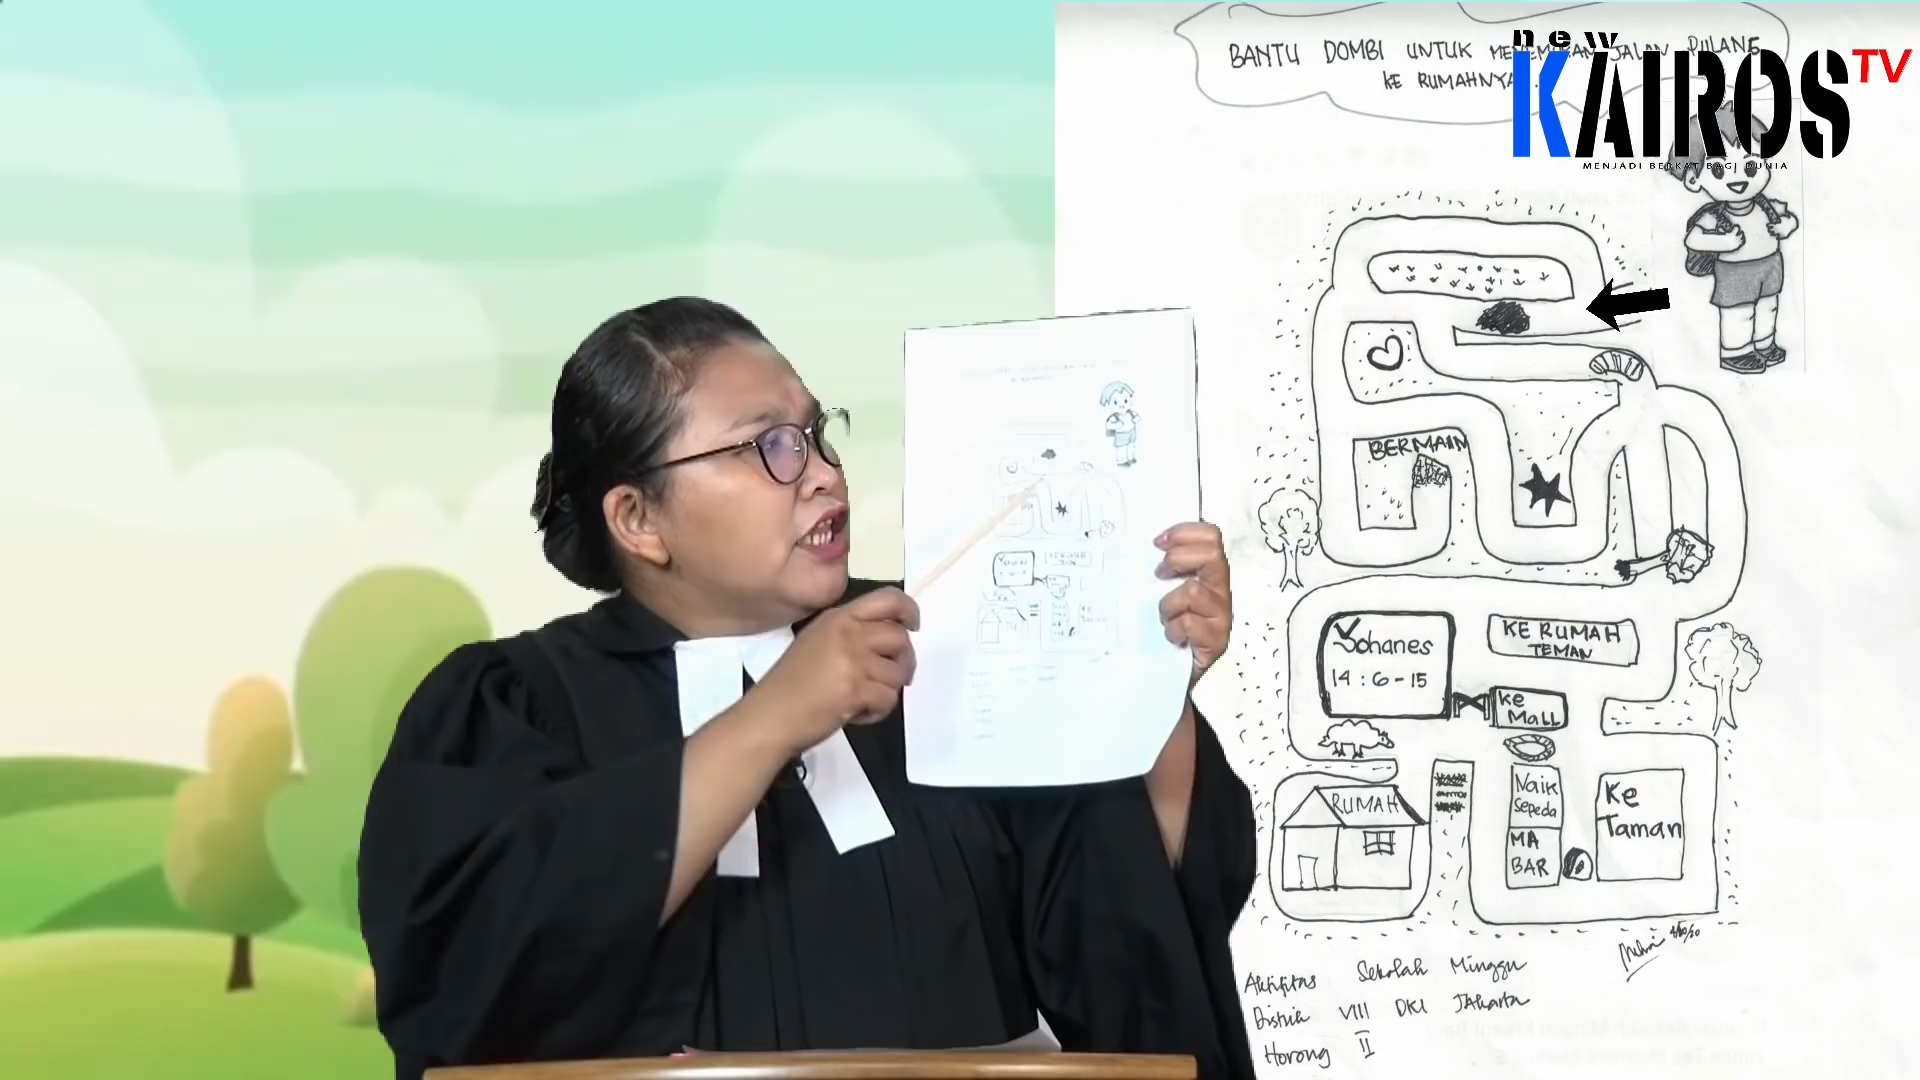 BANTU DOMBI UNTUK MENEMUKAN JALAN PULANG
KE RUMAHNYA
new
KAIROS TV
MENJADI BERKAT BAGI DUNIA
BERMAIN
Yohanes
14 : 6 - 15
KE RUMAH
TEMAN
Ke
Mall
Naik
Sepeda
MA
BAR
Ke
Taman
RUMAH
Aktifitas Sekolah Minggu
Distrik VIII DKI Jakarta
Horong II